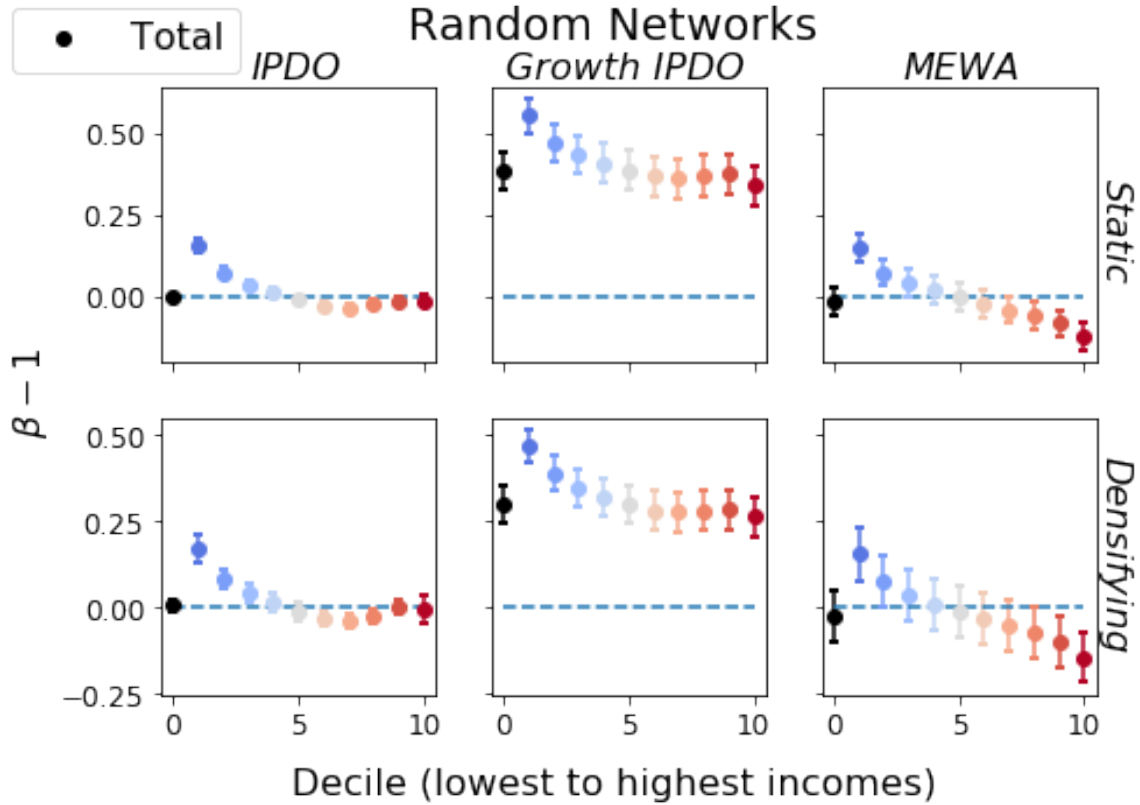 Total
Random Networks
IPDO
Growth IPDO
MEWA
0.50
0.25
0.00
Static
β − 1
0.50
0.25
0.00
−0.25
Densifying
0 5 10
0 5 10
0 5 10
Decile (lowest to highest incomes)